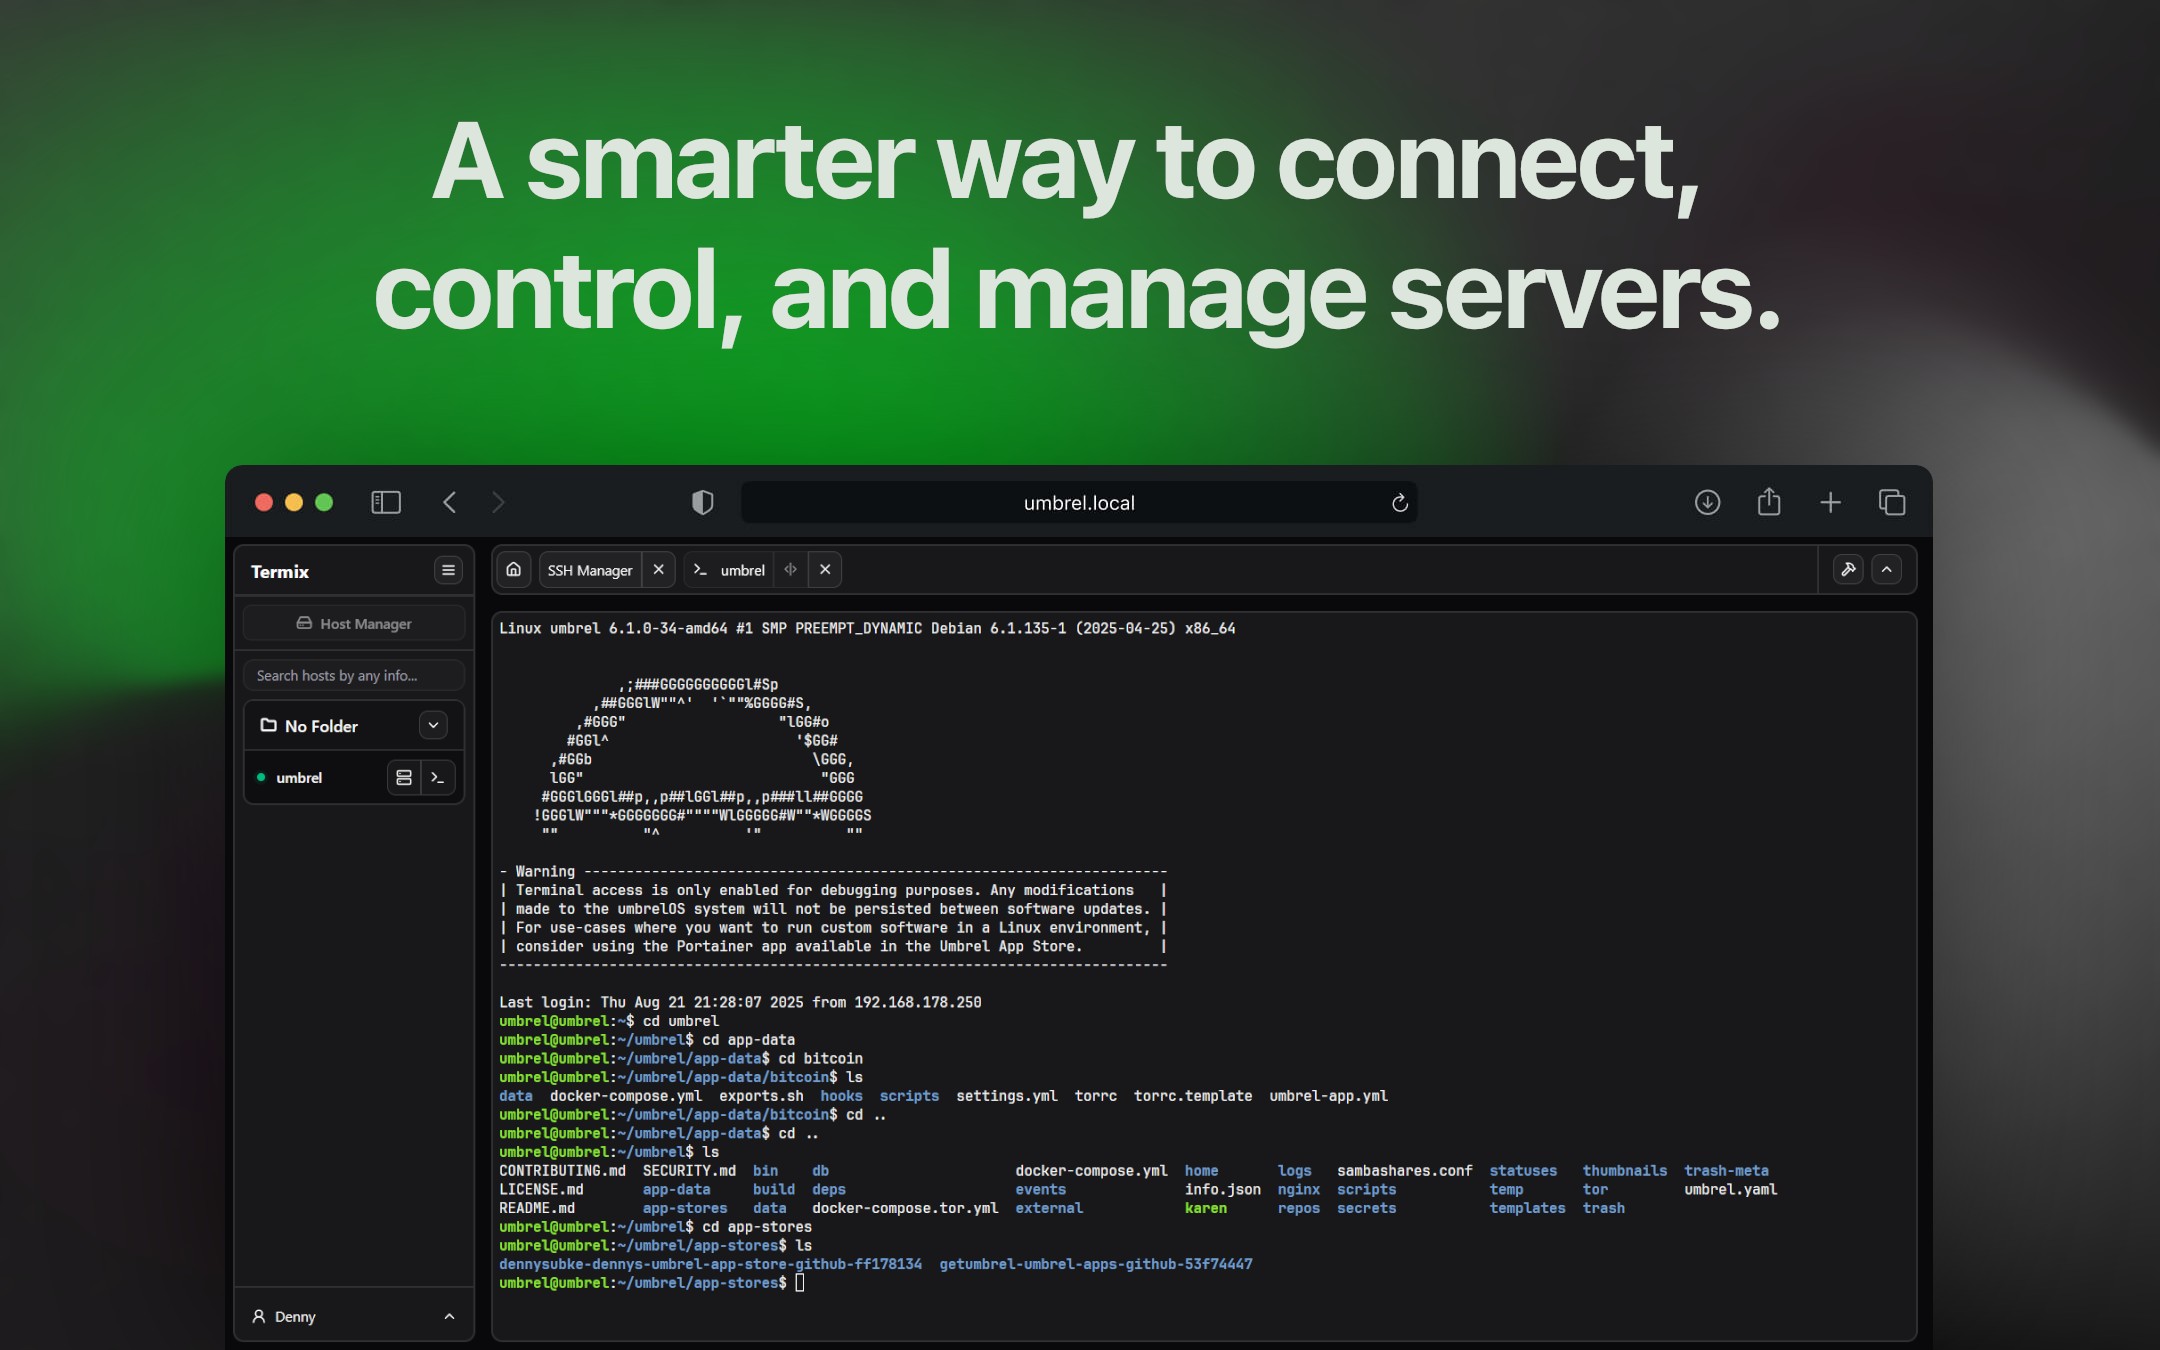 A smarter way to connect,
control, and manage servers.
umbrel.local
Termix
SSH Manager
umbrel
Host Manager
Search hosts by any info...
No Folder
umbrel
Denny
Linux umbrel 6.1.0-34-amd64 #1 SMP PREEMPT_DYNAMIC Debian 6.1.135-1 (2025-04-25) x86_64
              ,;###GGGGGGGGGGl#Sp
           ,##GGGlW""^'  '`""%GGGG#S,
         ,#GGG"                  "lGG#o
        #GGl^                      '$GG#
      ,#GGb                          \GGG,
      lGG"                            "GGG
     #GGGlGGGl##p,,p##lGGl##p,,p###ll##GGGG
    !GGGlW"""*GGGGGGG#""""WlGGGGG#W""*WGGGGS
     ""          "^          '"          ""
- Warning ---------------------------------------------------------------------
| Terminal access is only enabled for debugging purposes. Any modifications   |
| made to the umbrelOS system will not be persisted between software updates. |
| For use-cases where you want to run custom software in a Linux environment, |
| consider using the Portainer app available in the Umbrel App Store.         |
-------------------------------------------------------------------------------
Last login: Thu Aug 21 21:28:07 2025 from 192.168.178.250
umbrel@umbrel:~$ cd umbrel
umbrel@umbrel:~/umbrel$ cd app-data
umbrel@umbrel:~/umbrel/app-data$ cd bitcoin
umbrel@umbrel:~/umbrel/app-data/bitcoin$ ls
data  docker-compose.yml  exports.sh  hooks  scripts  settings.yml  torrc  torrc.template  umbrel-app.yml
umbrel@umbrel:~/umbrel/app-data/bitcoin$ cd ..
umbrel@umbrel:~/umbrel/app-data$ cd ..
umbrel@umbrel:~/umbrel$ ls
CONTRIBUTING.md  SECURITY.md  bin    db                      docker-compose.yml  home       logs   sambashares.conf  statuses   thumbnails  trash-meta
LICENSE.md       app-data     build  deps                    events              info.json  nginx  scripts           temp       tor         umbrel.yaml
README.md        app-stores   data   docker-compose.tor.yml  external            karen      repos  secrets           templates  trash
umbrel@umbrel:~/umbrel$ cd app-stores
umbrel@umbrel:~/umbrel/app-stores$ ls
dennysubke-dennys-umbrel-app-store-github-ff178134  getumbrel-umbrel-apps-github-53f74447
umbrel@umbrel:~/umbrel/app-stores$